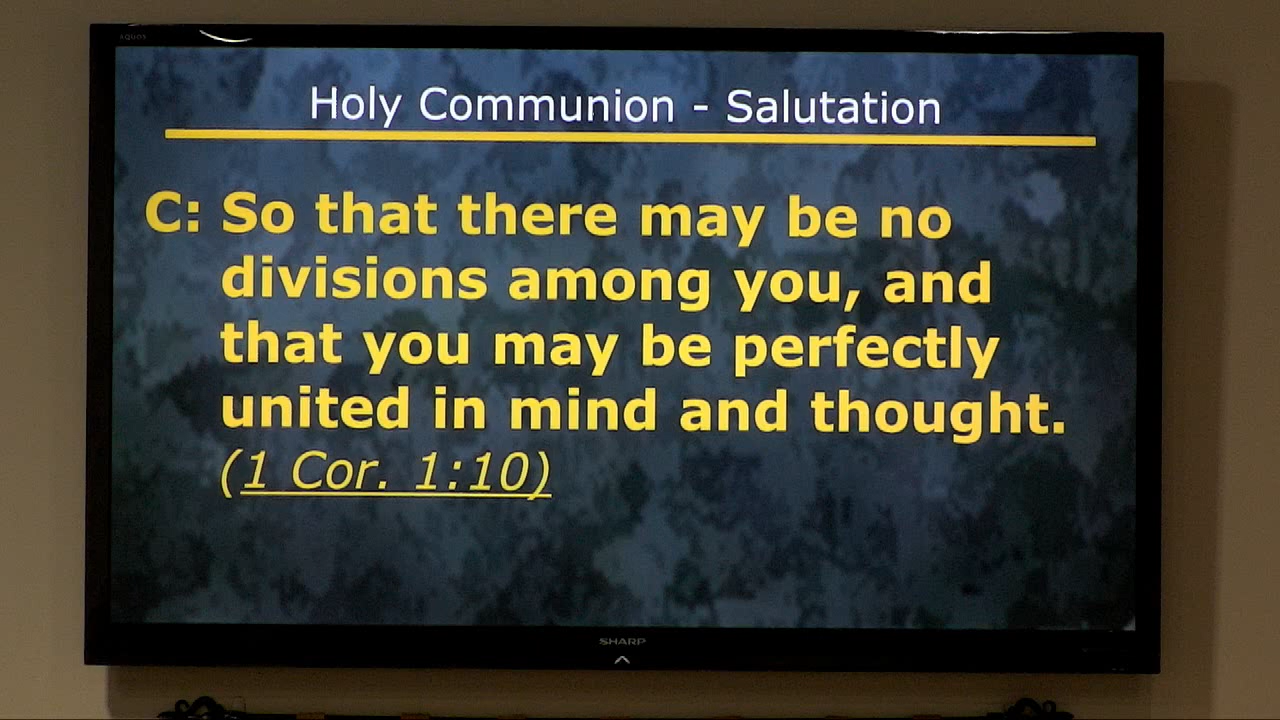 AQUOS
Holy Communion - Salutation
C: So that there may be no
divisions among you, and
that you may be perfectly
united in mind and thought.
(1 Cor. 1:10)
SHARP